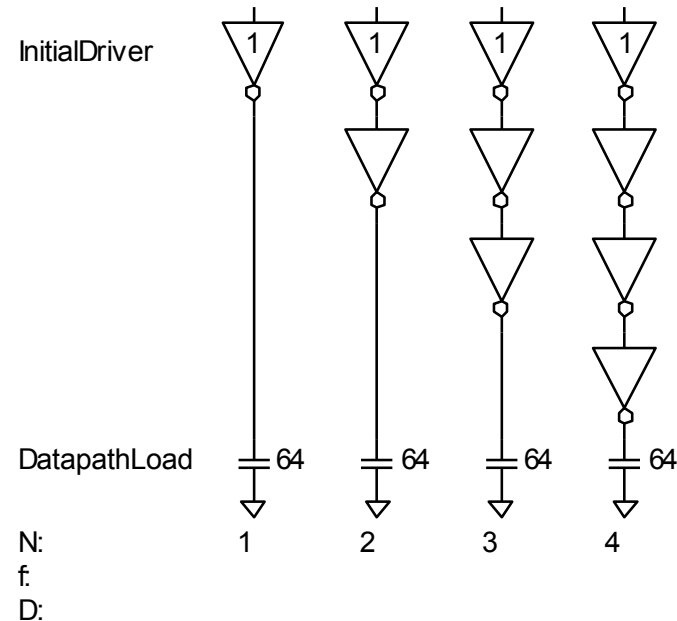 InitialDriver 1 1 1 1
DatapathLoad 64 64 64 64
N: 1 2 3 4
f:
D: